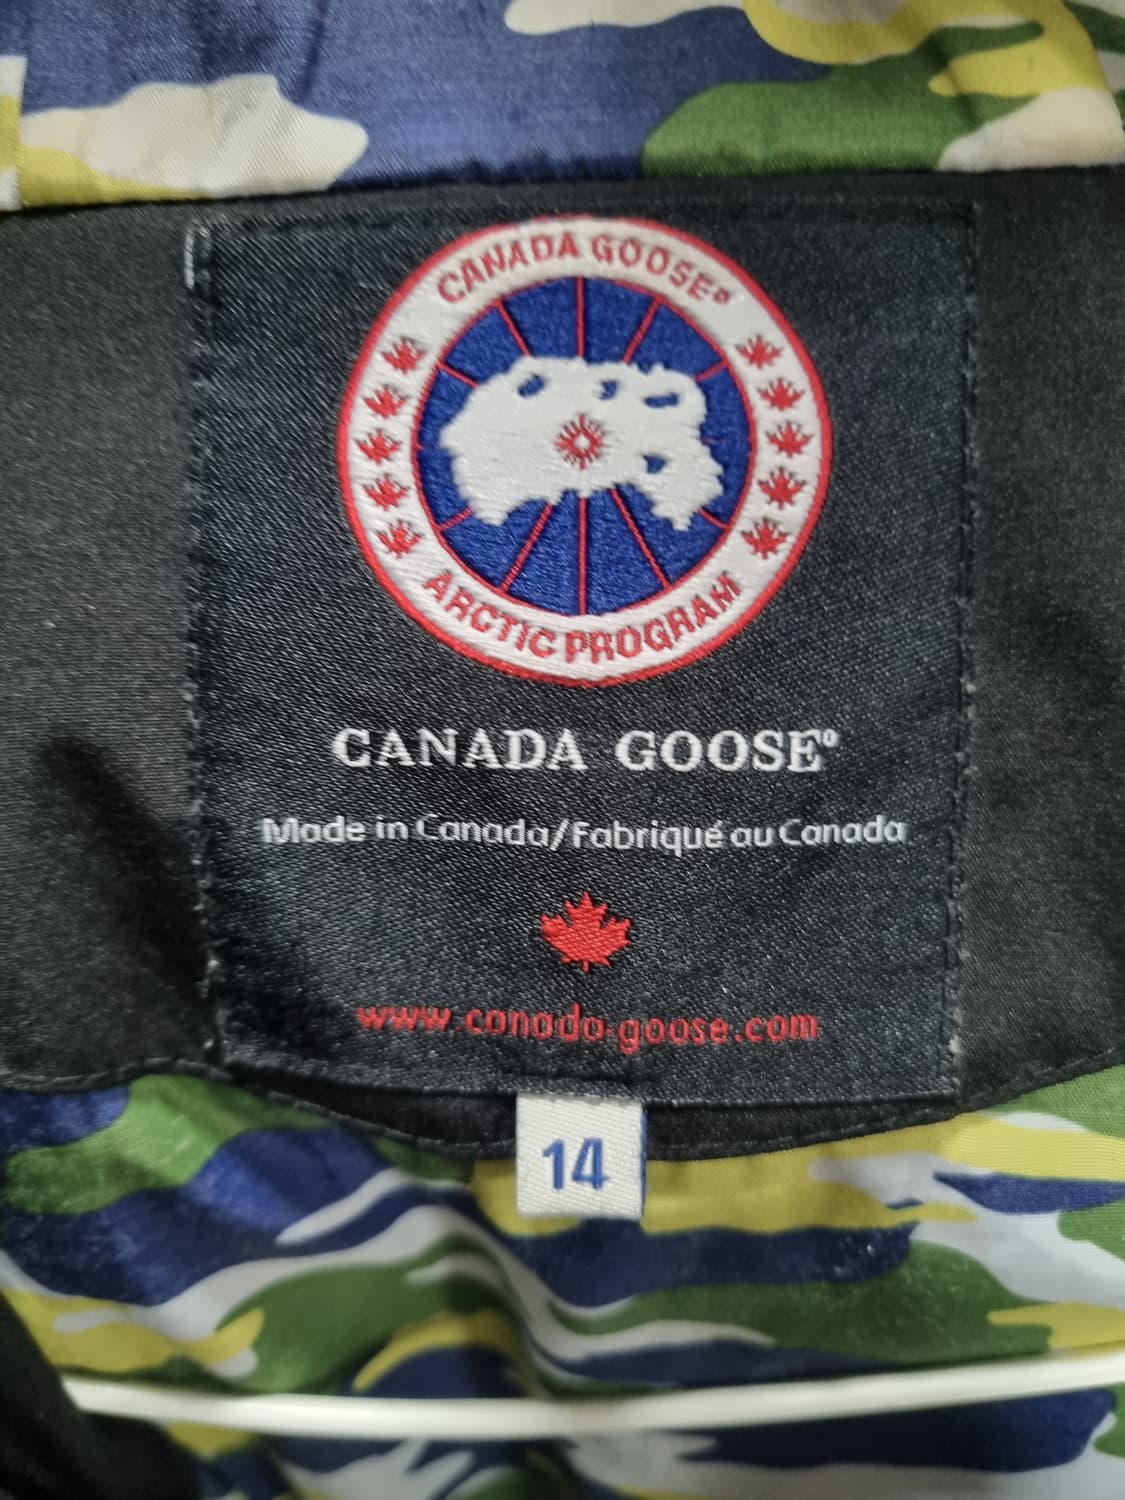 CANADA GOOSE®
ARCTIC PROGRAM
CANADA GOOSE®
Made in Canada/Fabriqué au Canada
www.canada-goose.com
14